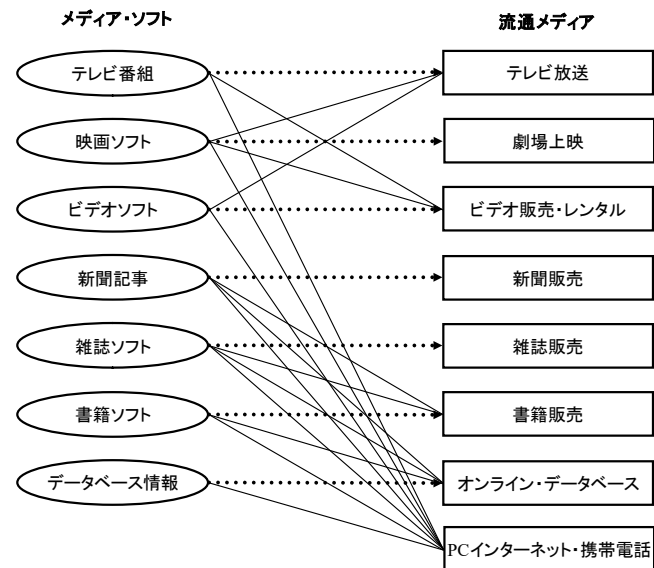 メディア・ソフト 流通メディア
テレビ番組 テレビ放送
映画ソフト 劇場上映
ビデオソフト ビデオ販売・レンタル
新聞記事 新聞販売
雑誌ソフト 雑誌販売
書籍ソフト 書籍販売
データベース情報 オンライン・データベース
PCインターネット・携帯電話